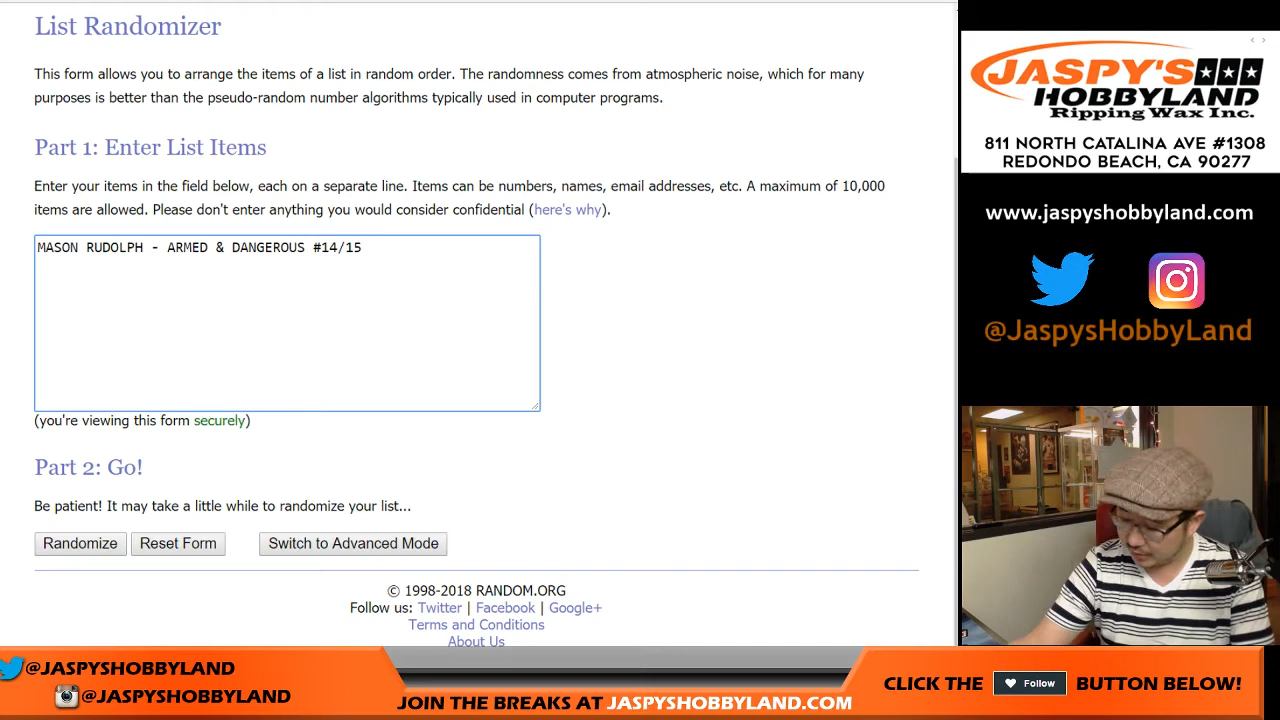 List Randomizer
This form allows you to arrange the items of a list in random order. The randomness comes from atmospheric noise, which for many
purposes is better than the pseudo-random number algorithms typically used in computer programs.
Part 1: Enter List Items
Enter your items in the field below, each on a separate line. Items can be numbers, names, email addresses, etc. A maximum of 10,000
items are allowed. Please don't enter anything you would consider confidential (here's why).
MASON RUDOLPH - ARMED & DANGEROUS #14/15
(you're viewing this form securely)
Part 2: Go!
Be patient! It may take a little while to randomize your list...
Randomize Reset Form Switch to Advanced Mode
© 1998-2018 RANDOM.ORG
Follow us: Twitter | Facebook | Google+
Terms and Conditions
About Us
JASPY'S
HOBBYLAND
Ripping Wax Inc.
811 NORTH CATALINA AVE #1308
REDONDO BEACH, CA 90277
www.jaspyshobbyland.com
@JaspysHobbyLand
@JASPYSHOBBYLAND
@JASPYSHOBBYLAND
JOIN THE BREAKS AT JASPYSHOBBYLAND.COM
CLICK THE Follow BUTTON BELOW!